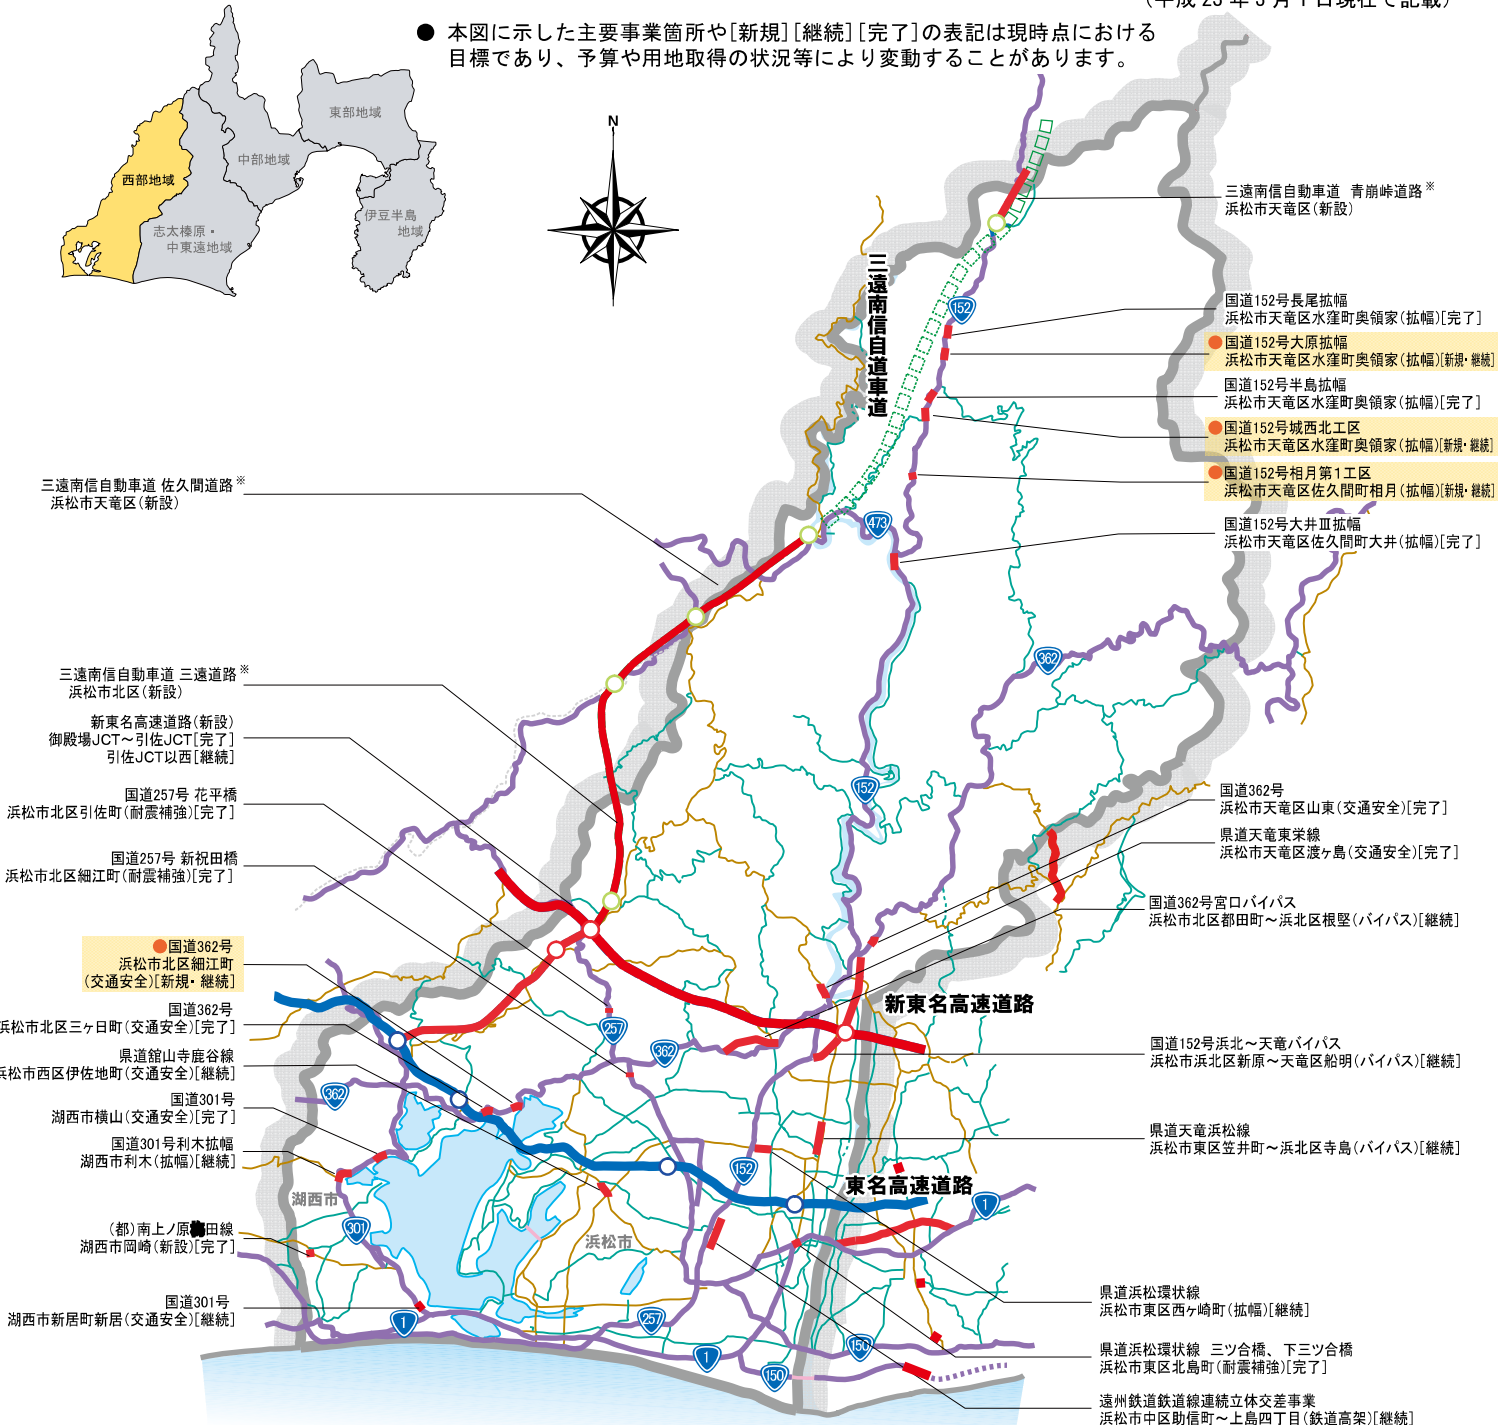 (平成25年3月1日現在で記載)
● 本図に示した主要事業箇所や[新規][継続][完了]の表記は現時点における
目標であり、予算や用地取得の状況等により変動することがあります。
東部地域
中部地域
西部地域
伊豆半島
地域
志太榛原・
中東遠地域
N
三遠南信自動車道 青崩峠道路※
浜松市天竜区(新設)
三遠南信自道車道
152
国道152号長尾拡幅
浜松市天竜区水窪町奥領家(拡幅)[完了]
●国道152号大原拡幅
浜松市天竜区水窪町奥領家(拡幅)[新規・継続]
国道152号半島拡幅
浜松市天竜区水窪町奥領家(拡幅)[完了]
●国道152号城西北工区
浜松市天竜区水窪町奥領家(拡幅)[新規・継続]
●国道152号相月第1工区
浜松市天竜区佐久間町相月(拡幅)[新規・継続]
三遠南信自動車道 佐久間道路※
浜松市天竜区(新設)
473
国道152号大井Ⅲ拡幅
浜松市天竜区佐久間町大井(拡幅)[完了]
362
三遠南信自動車道 三遠道路※
浜松市北区(新設)
新東名高速道路(新設)
御殿場JCT～引佐JCT[完了]
引佐JCT以西[継続]
152
国道257号 花平橋
浜松市北区引佐町(耐震補強)[完了]
国道362号
浜松市天竜区山東(交通安全)[完了]
県道天竜東栄線
浜松市天竜区渡ヶ島(交通安全)[完了]
国道257号 新祝田橋
浜松市北区細江町(耐震補強)[完了]
国道362号宮口バイパス
浜松市北区都田町～浜北区根堅(バイパス)[継続]
●国道362号
浜松市北区細江町
(交通安全)[新規・継続]
新東名高速道路
国道362号
浜松市北区三ヶ日町(交通安全)[完了]
257
362
県道舘山寺鹿谷線
浜松市西区伊佐地町(交通安全)[継続]
国道152号浜北～天竜バイパス
浜松市浜北区新原～天竜区船明(バイパス)[継続]
362
国道301号
湖西市横山(交通安全)[完了]
国道301号利木拡幅
湖西市利木(拡幅)[継続]
県道天竜浜松線
浜松市東区笠井町～浜北区寺島(バイパス)[継続]
152
東名高速道路
湖西市
1
301
浜松市
湖西市岡崎(新設)[完了]
国道301号
湖西市新居町新居(交通安全)[継続]
1
257
県道浜松環状線
浜松市東区西ヶ崎町(拡幅)[継続]
1
150
150
県道浜松環状線 三ツ合橋、下三ツ合橋
浜松市東区北島町(耐震補強)[完了]
遠州鉄道鉄道線連続立体交差事業
浜松市中区助信町～上島四丁目(鉄道高架)[継続]